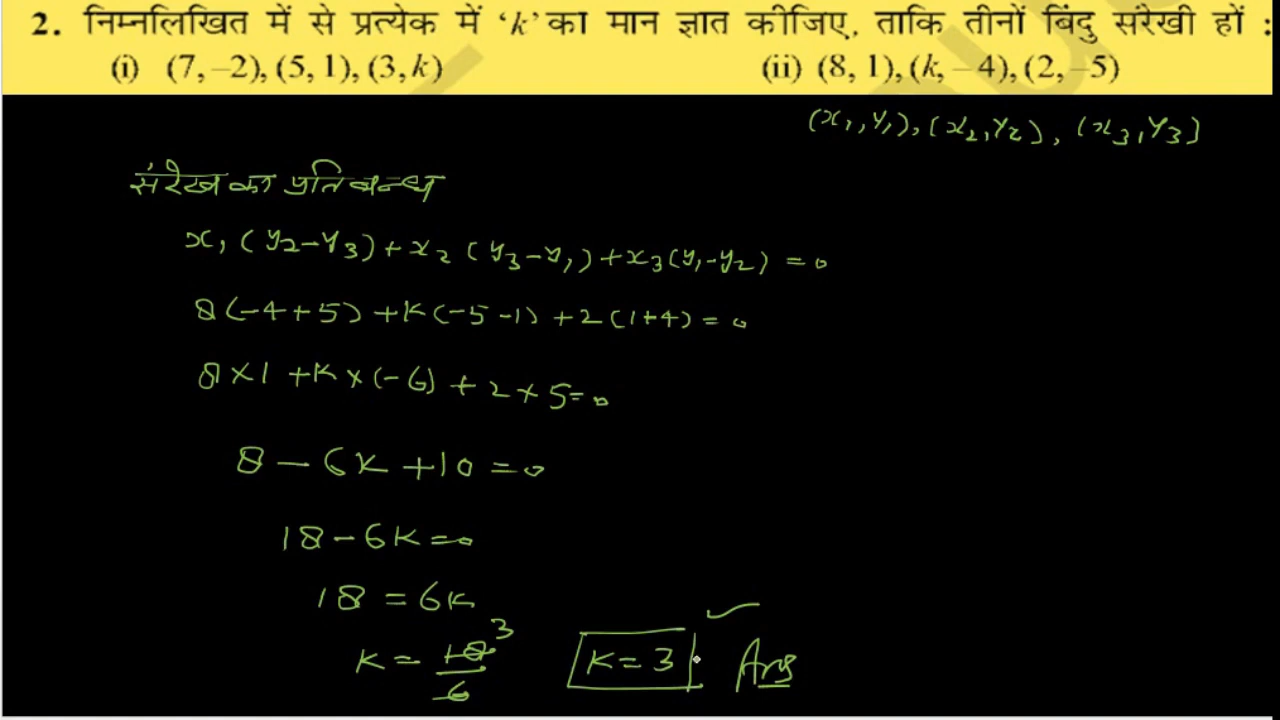 2. निम्नलिखित में से प्रत्येक में ‘k’ का मान ज्ञात कीजिए, ताकि तीनों बिंदु संरेखी हों :
(i) (7, –2), (5, 1), (3, k) (ii) (8, 1), (k, – 4), (2, –5)
(x₁, y₁), (x₂, y₂), (x₃, y₃)
संरेख का प्रतिबन्ध
x₁ (y₂-y₃) + x₂ (y₃-y₁) + x₃ (y₁-y₂) = 0
8 (-4+5) + K (-5-1) + 2 (1+4) = 0
8×1 + K×(-6) + 2×5=0
8 - 6K + 10 = 0
18 - 6K = 0
18 = 6K
3
K = 18/6 K = 3 Ans